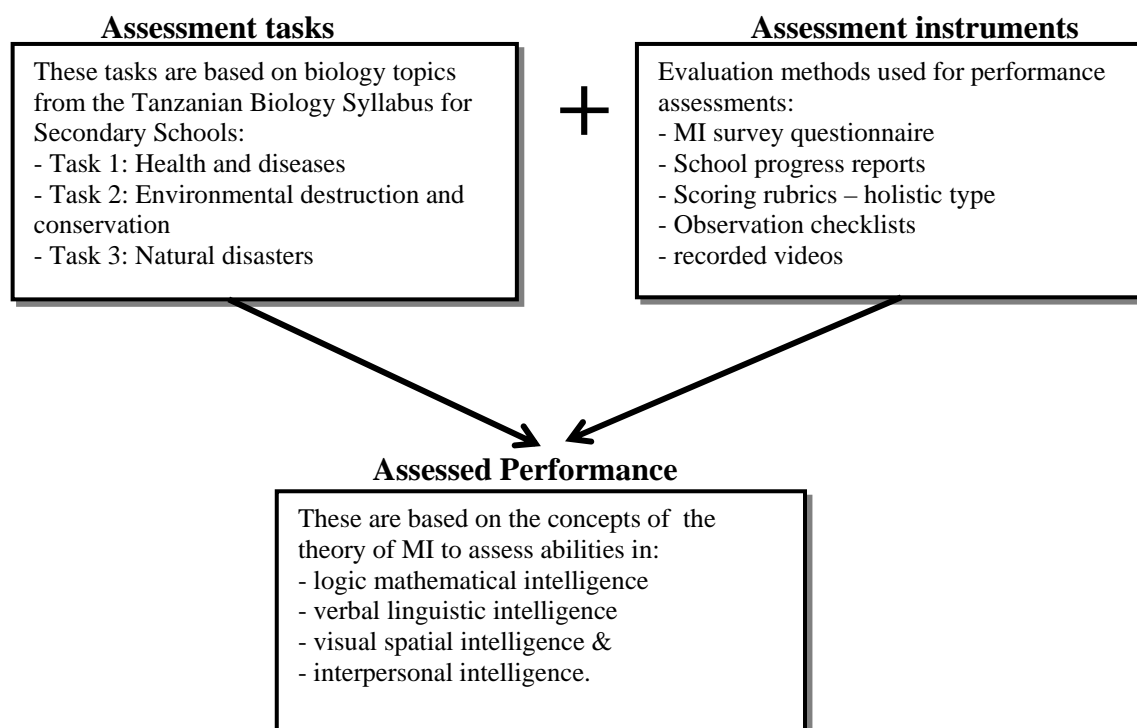 Assessment tasks
These tasks are based on biology topics
from the Tanzanian Biology Syllabus for
Secondary Schools:
- Task 1: Health and diseases
- Task 2: Environmental destruction and
conservation
- Task 3: Natural disasters
+
Assessment instruments
Evaluation methods used for performance
assessments:
- MI survey questionnaire
- School progress reports
- Scoring rubrics – holistic type
- Observation checklists
- recorded videos
Assessed Performance
These are based on the concepts of the
theory of MI to assess abilities in:
- logic mathematical intelligence
- verbal linguistic intelligence
- visual spatial intelligence &
- interpersonal intelligence.